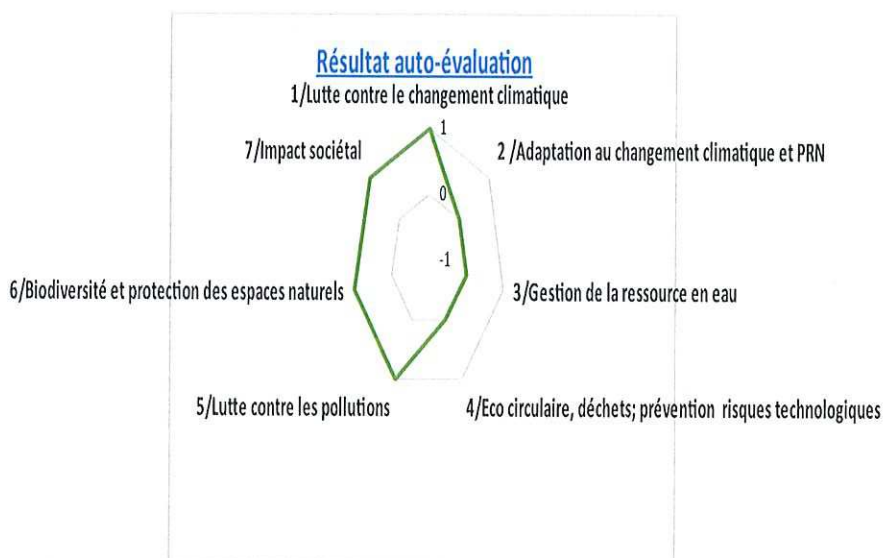 Résultat auto-évaluation
1/Lutte contre le changement climatique
1
7/Impact sociétal
2 /Adaptation au changement climatique et PRN
0
-1
6/Biodiversité et protection des espaces naturels
3/Gestion de la ressource en eau
5/Lutte contre les pollutions
4/Eco circulaire, déchets; prévention risques technologiques